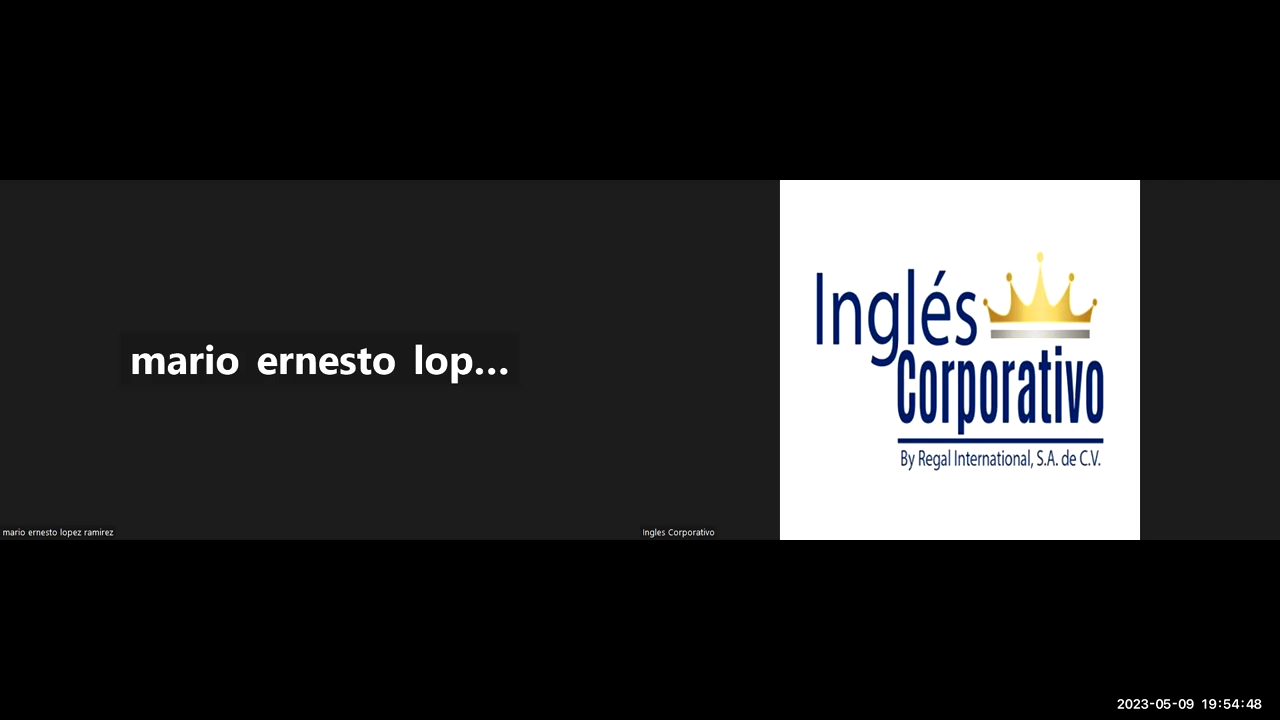 mario ernesto lop...
mario ernesto lopez ramirez
Inglés
Corporativo
By Regal International, S.A. de C.V.
Ingles Corporativo
2023-05-09 19:54:48